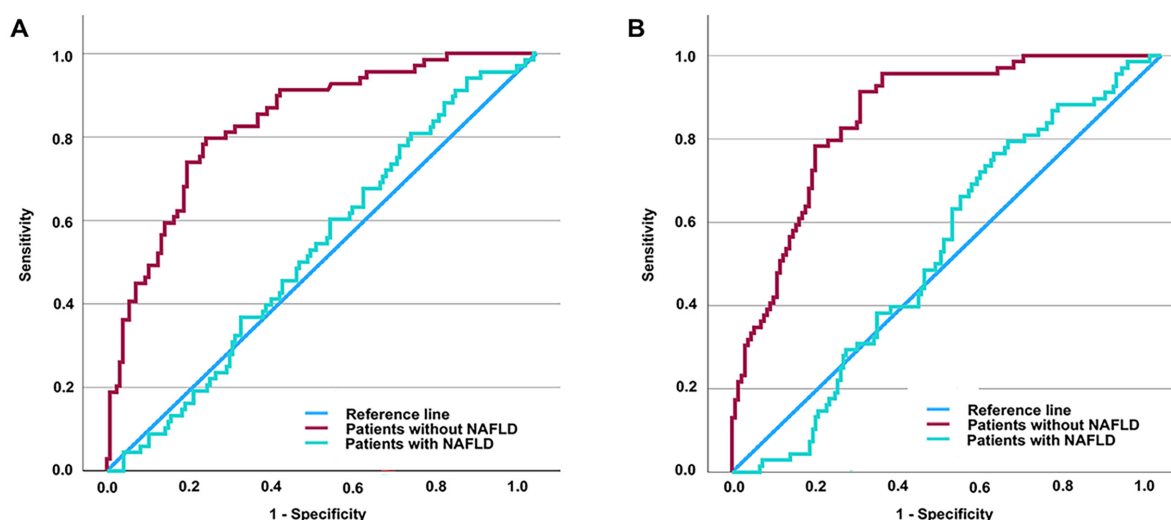 A
1.0
0.8
0.6
0.4
0.2
0.0
Sensitivity
Reference line
Patients without NAFLD
Patients with NAFLD
0.0 0.2 0.4 0.6 0.8 1.0
1 - Specificity
B
1.0
0.8
0.6
0.4
0.2
0.0
Sensitivity
Reference line
Patients without NAFLD
Patients with NAFLD
0.0 0.2 0.4 0.6 0.8 1.0
1 - Specificity